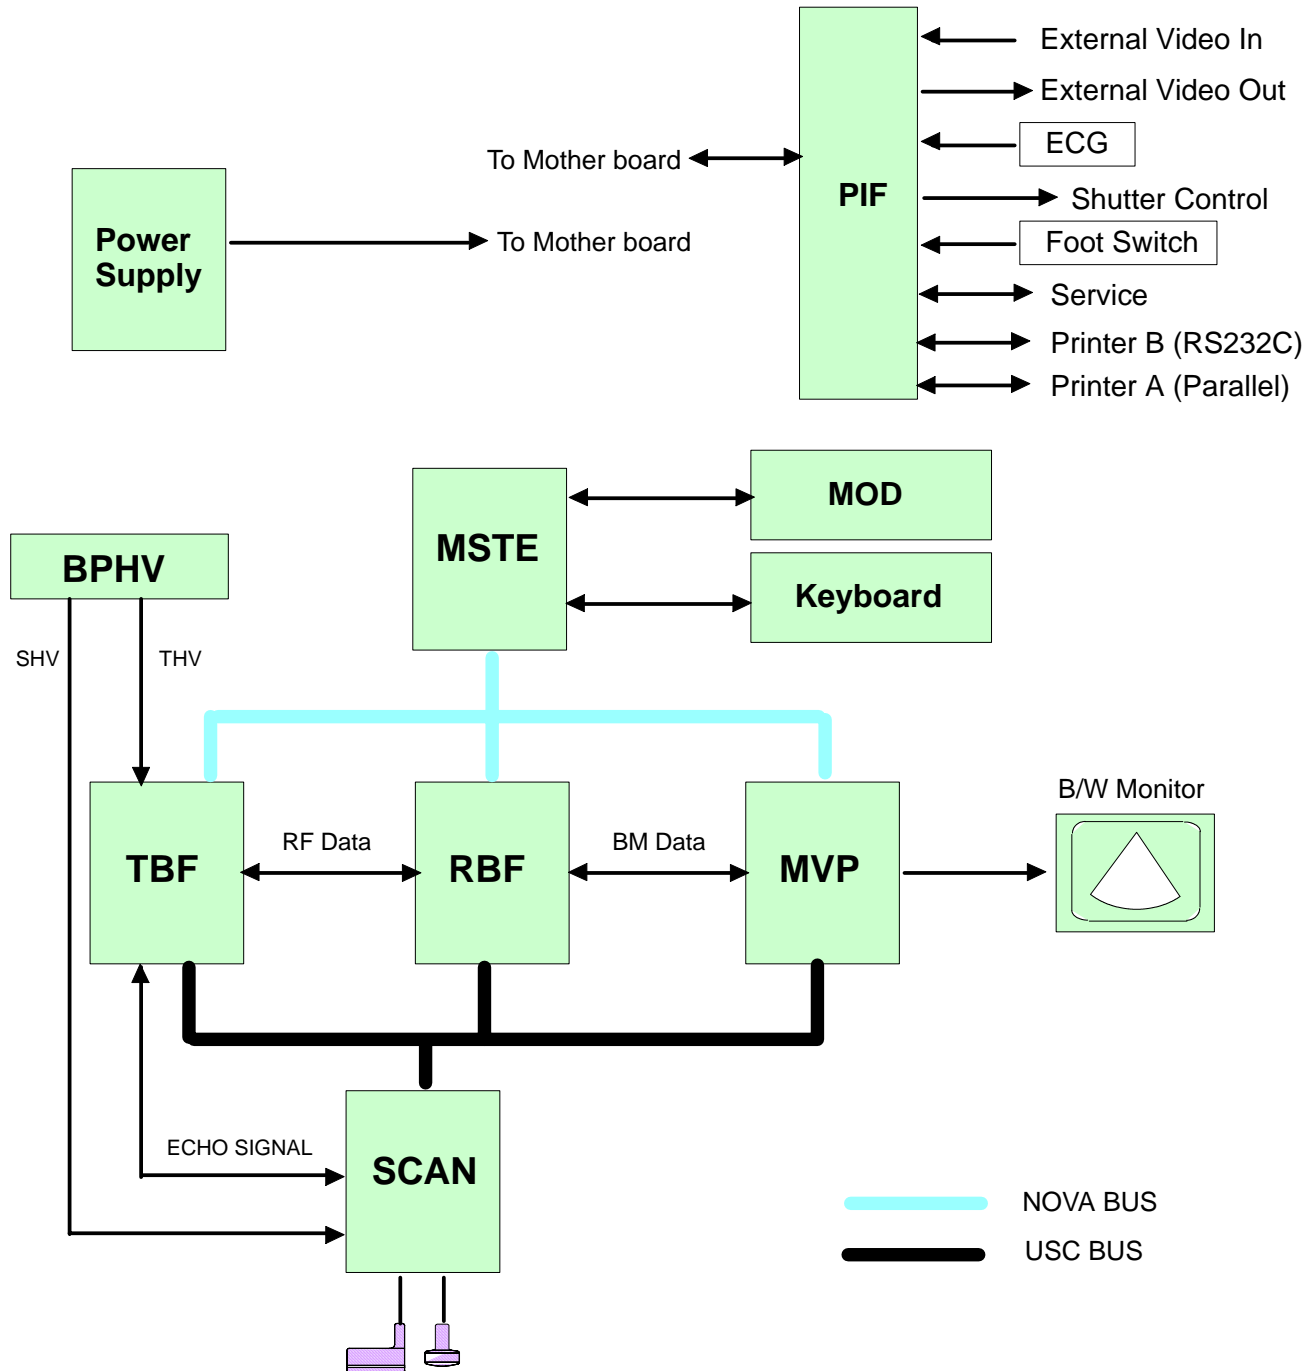 External Video In
External Video Out
ECG
To Mother board
PIF
Shutter Control
Power
Supply
To Mother board
Foot Switch
Service
Printer B (RS232C)
Printer A (Parallel)
MOD
MSTE
BPHV
Keyboard
SHV
THV
B/W Monitor
TBF
RF Data
RBF
BM Data
MVP
ECHO SIGNAL
SCAN
NOVA BUS
USC BUS